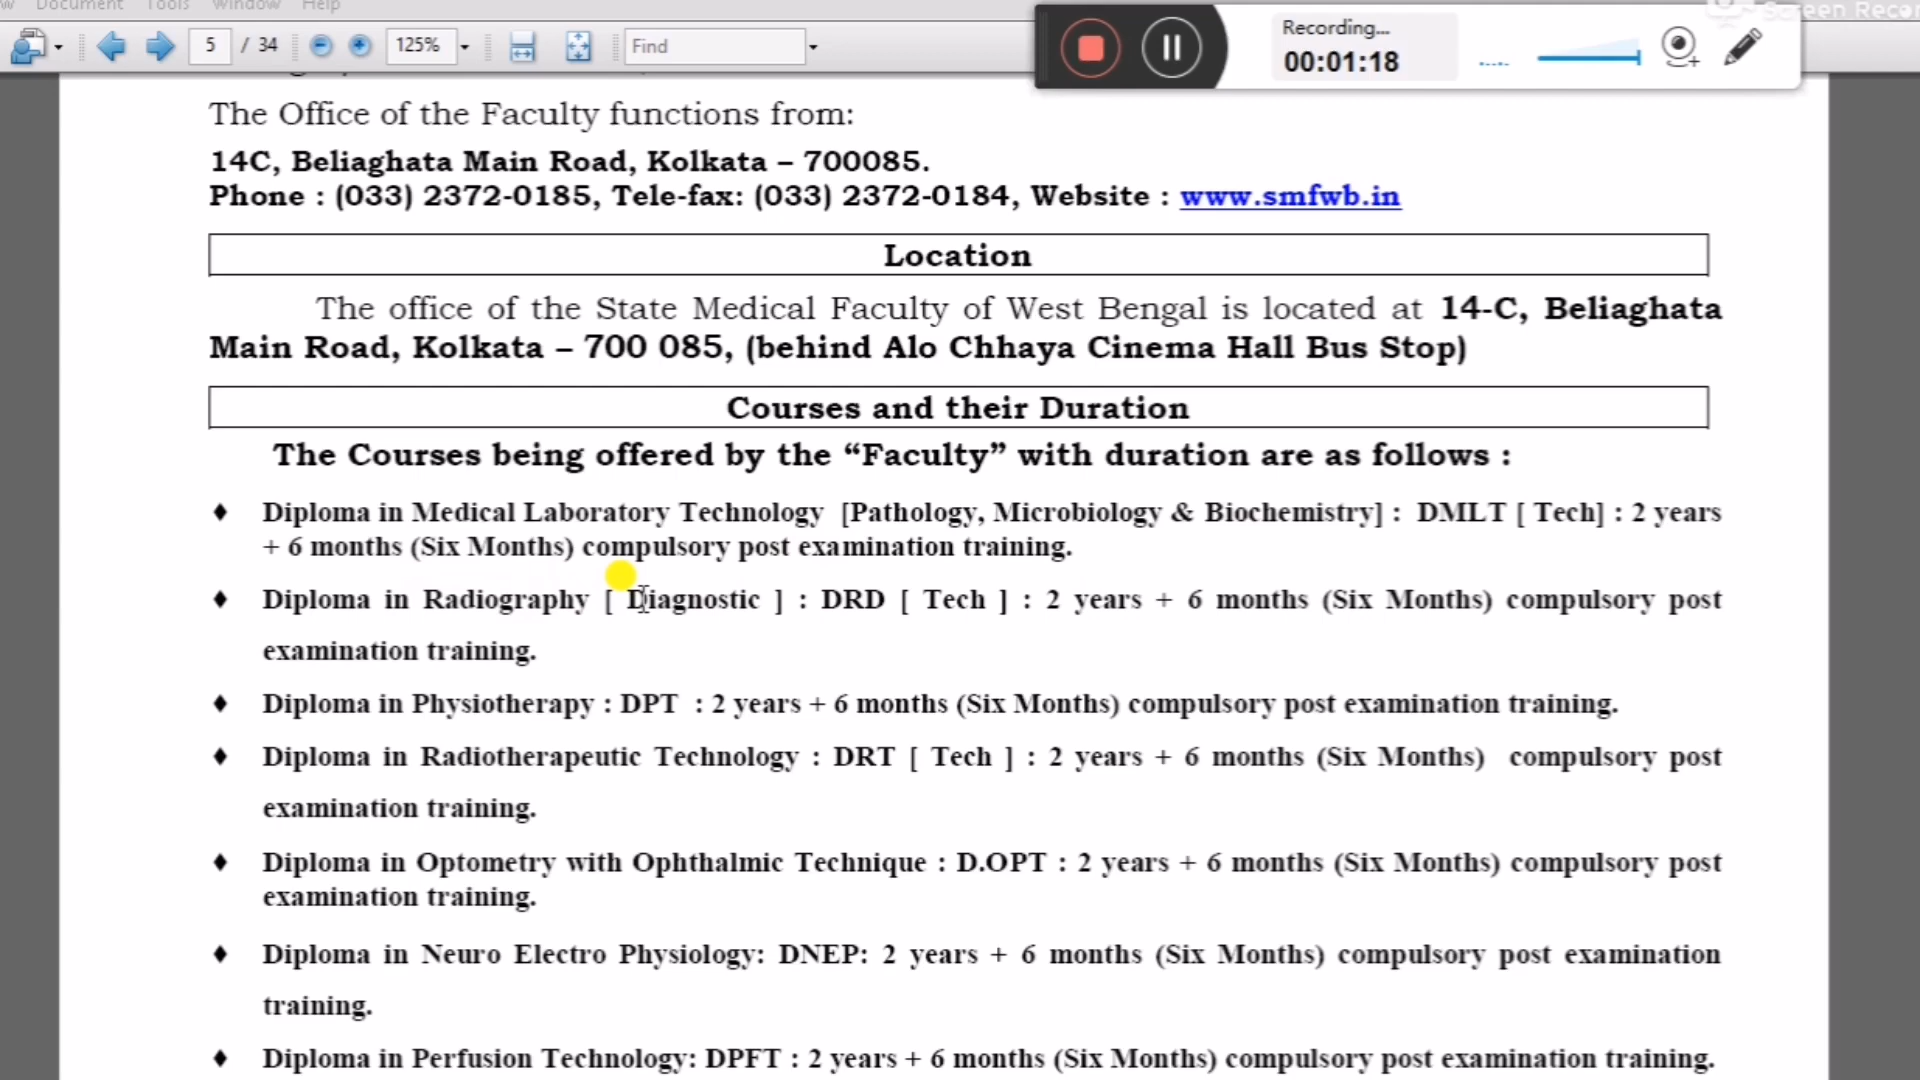 Document Tools Window Help
5 / 34 125% Find
Recording...
00:01:18
Screen Recor
The Office of the Faculty functions from:
14C, Beliaghata Main Road, Kolkata – 700085.
Phone : (033) 2372-0185, Tele-fax: (033) 2372-0184, Website : www.smfwb.in
Location
The office of the State Medical Faculty of West Bengal is located at 14-C, Beliaghata
Main Road, Kolkata – 700 085, (behind Alo Chhaya Cinema Hall Bus Stop)
Courses and their Duration
The Courses being offered by the “Faculty” with duration are as follows :
♦ Diploma in Medical Laboratory Technology [Pathology, Microbiology & Biochemistry] : DMLT [ Tech] : 2 years
+ 6 months (Six Months) compulsory post examination training.
♦ Diploma in Radiography [ Diagnostic ] : DRD [ Tech ] : 2 years + 6 months (Six Months) compulsory post
examination training.
♦ Diploma in Physiotherapy : DPT : 2 years + 6 months (Six Months) compulsory post examination training.
♦ Diploma in Radiotherapeutic Technology : DRT [ Tech ] : 2 years + 6 months (Six Months) compulsory post
examination training.
♦ Diploma in Optometry with Ophthalmic Technique : D.OPT : 2 years + 6 months (Six Months) compulsory post
examination training.
♦ Diploma in Neuro Electro Physiology: DNEP: 2 years + 6 months (Six Months) compulsory post examination
training.
♦ Diploma in Perfusion Technology: DPFT : 2 years + 6 months (Six Months) compulsory post examination training.